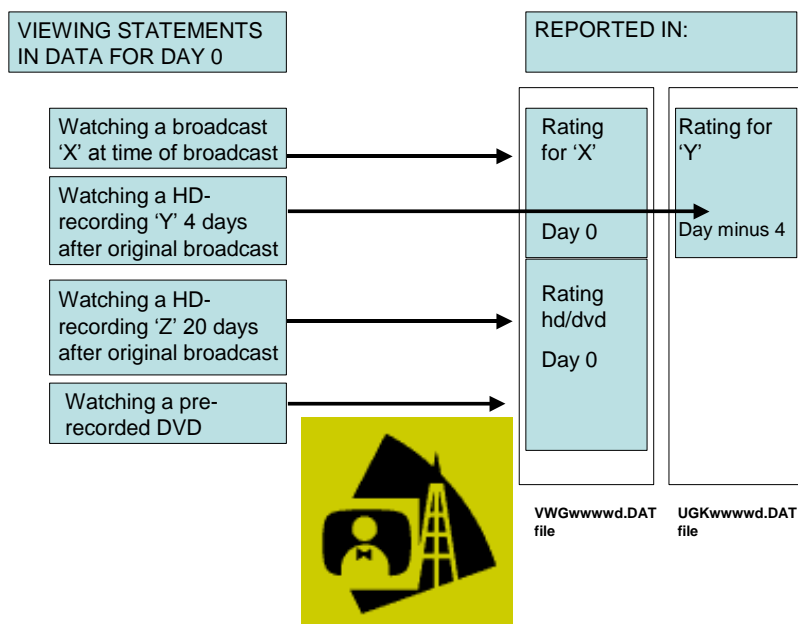 VIEWING STATEMENTS
IN DATA FOR DAY 0
REPORTED IN:
Watching a broadcast
‘X’ at time of broadcast
Rating
for ‘X’
Rating for
‘Y’
Watching a HD-
recording ‘Y’ 4 days
after original broadcast
Day 0
Day minus 4
Watching a HD-
recording ‘Z’ 20 days
after original broadcast
Rating
hd/dvd
Day 0
Watching a pre-
recorded DVD
VWGwwwwd.DAT
file
UGKwwwwd.DAT
file